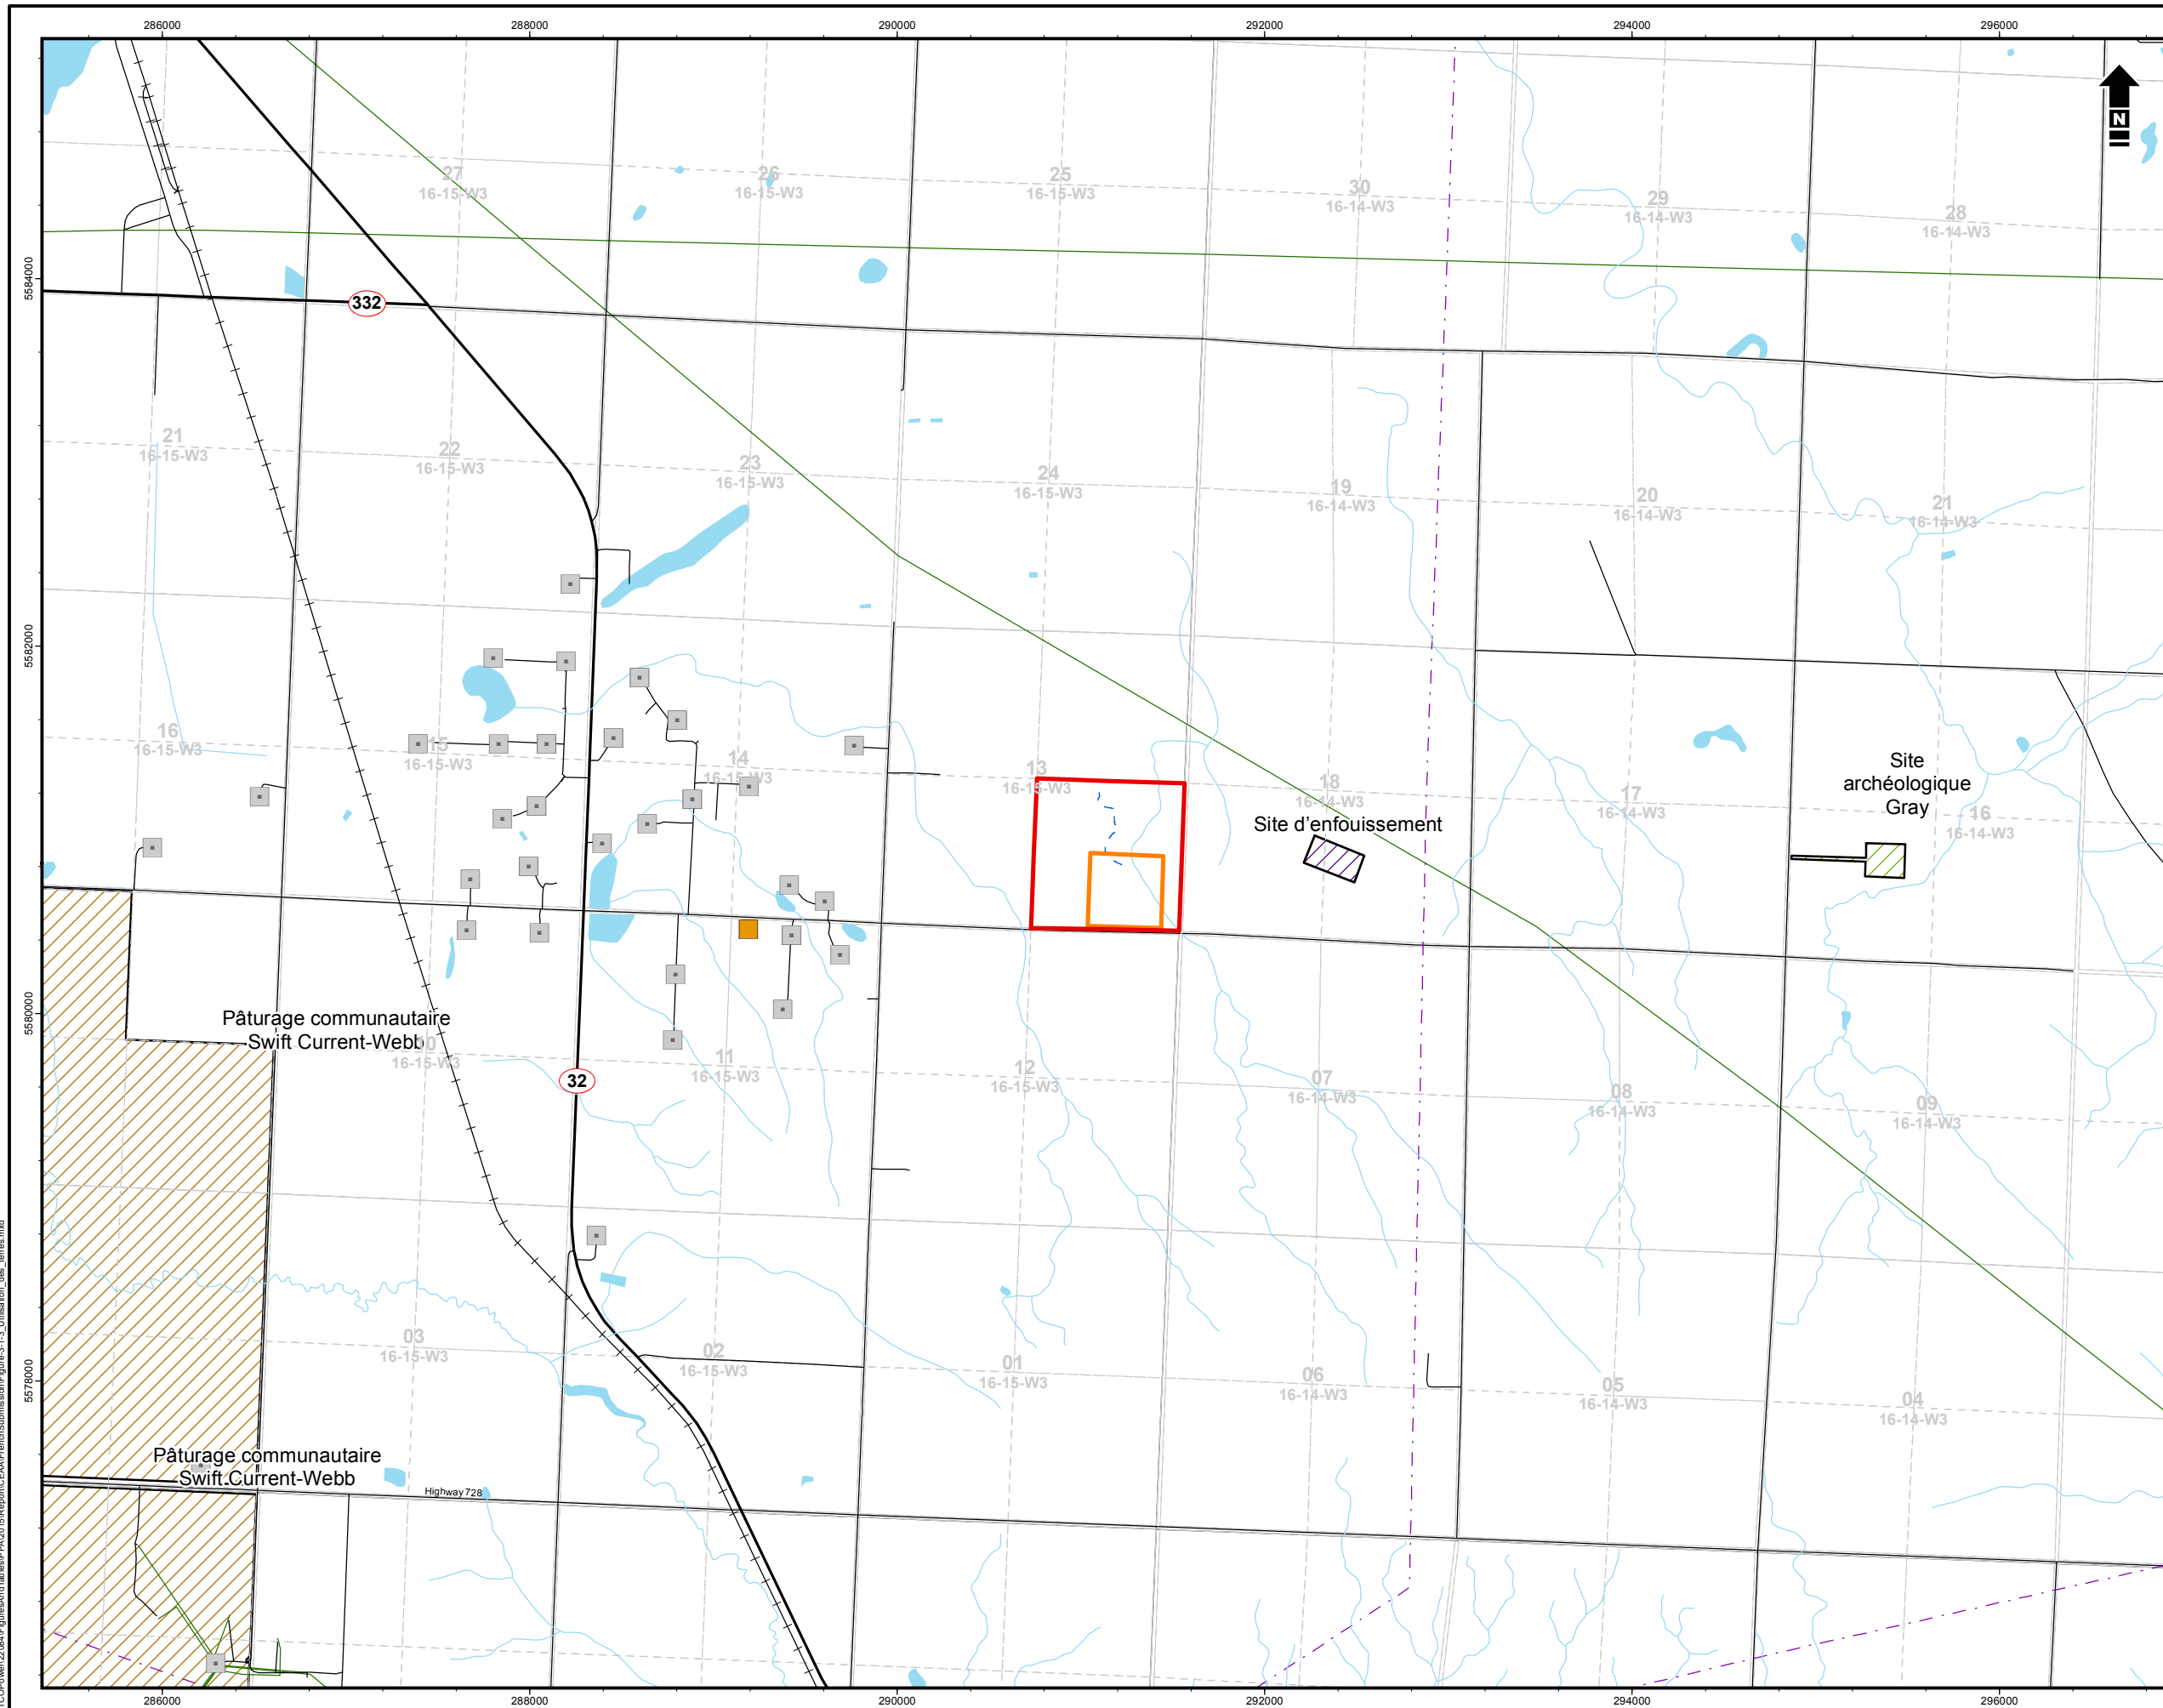 286000 288000 290000 292000 294000 296000
N
27 26 25 30 29 28
16-15-W3 16-15-W3 16-15-W3 16-14-W3 16-14-W3 16-14-W3
5584000
332
21 22 23 24 19 20 21
16-15-W3 16-15-W3 16-15-W3 16-15-W3 16-14-W3 16-14-W3 16-14-W3
5582000
16 15 14 13 18 17 16
16-15-W3 16-15-W3 16-15-W3 16-15-W3 16-14-W3 16-14-W3 16-14-W3
Site
archéologique
Gray
Site d'enfouissement
5580000
Pâturage communautaire
Swift Current-Webb
10 11 12 07 08 09
16-15-W3 16-15-W3 16-15-W3 16-14-W3 16-14-W3 16-14-W3
32
5578000
03 02 01 06 05 04
16-15-W3 16-15-W3 16-15-W3 16-14-W3 16-14-W3 16-14-W3
Pâturage communautaire
Swift Current-Webb
Highway 728
286000 288000 290000 292000 294000 296000